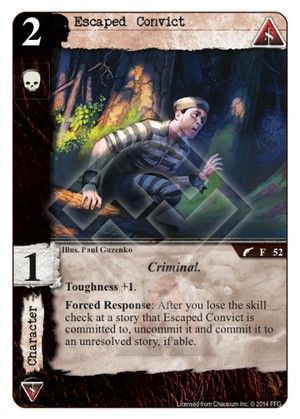 2
Escaped Convict
Illus. Paul Guzenko
F 52
1
Character
Criminal.
Toughness +1.
Forced Response: After you lose the skill
check at a story that Escaped Convict is
committed to, uncommit it and commit it to
an unresolved story, if able.
Licensed from Chaosium Inc. © 2014 FFG